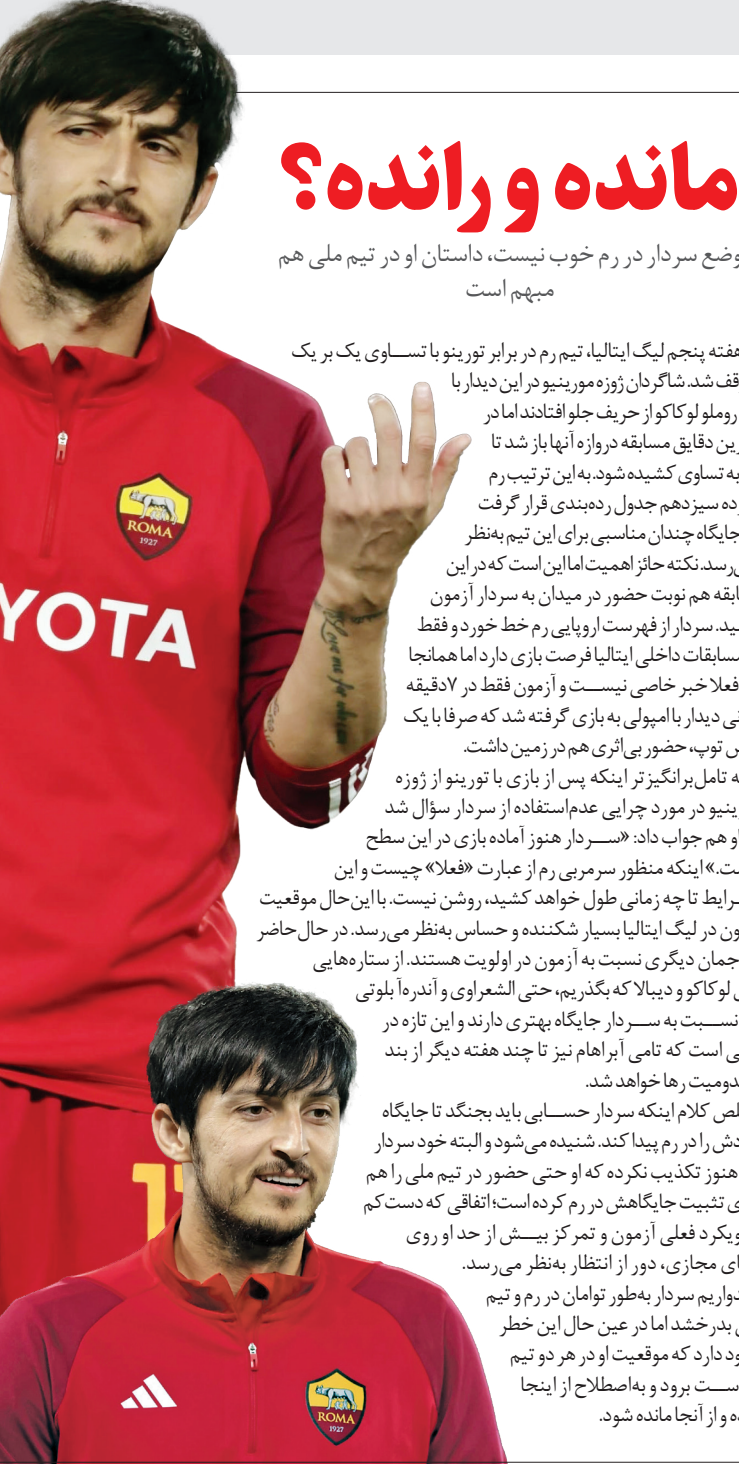 مانده و رانده؟
وضع سردار در رم خوب نیست، داستان او در تیم ملی هم
مبهم است
هفته پنجم لیگ ایتالیا، تیم رم در برابر تورینو با تساوی یک بر یک
قف شد. شاگردان ژوزه مورینیو در این دیدار با
روملو لوکاکو از حریف جلو افتادند اما در
ین دقایق مسابقه دروازه آنها باز شد تا
به تساوی کشیده شود. به این ترتیب رم
ده سیزدهم جدول رده‌بندی قرار گرفت
جایگاه چندان مناسبی برای این تیم به‌نظر
ی‌رسد. نکته حائز اهمیت اما این است که در این
ابقه هم نوبت حضور در میدان به سردار آزمون
ید. سردار از فهرست اروپایی رم خط خورد و فقط
مسابقات داخلی ایتالیا فرصت بازی دارد اما همانجا
فعلا خبر خاصی نیست و آزمون فقط در ۷دقیقه
نی دیدار با امپولی به بازی گرفته شد که صرفا با یک
س توپ، حضور بی‌اثری هم در زمین داشت.
ه تامل‌برانگیزتر اینکه پس از بازی با تورینو از ژوزه
ینیو در مورد چرایی عدم‌استفاده از سردار سؤال شد
او هم جواب داد: «سردار هنوز آماده بازی در این سطح
ست.» اینکه منظور سرمربی رم از عبارت «فعلا» چیست و این
رایط تا چه زمانی طول خواهد کشید، روشن نیست. با این‌حال موقعیت
ون در لیگ ایتالیا بسیار شکننده و حساس به‌نظر می‌رسد. در حال‌حاضر
جمان دیگری نسبت به آزمون در اولویت هستند. از ستاره‌هایی
ی لوکاکو و دیبالا که بگذریم، حتی الشعراوی و آندره‌آ بلوتی
نسبت به سردار جایگاه بهتری دارند و این تازه در
ی است که تامی آبراهام نیز تا چند هفته دیگر از بند
دومیت رها خواهد شد.
لص کلام اینکه سردار حسابی باید بجنگد تا جایگاه
دش را در رم پیدا کند. شنیده می‌شود و البته خود سردار
هنوز تکذیب نکرده که او حتی حضور در تیم ملی را هم
ی تثبیت جایگاهش در رم کرده است؛ اتفاقی که دست‌کم
ویکرد فعلی آزمون و تمرکز بیش از حد او روی
ای مجازی، دور از انتظار به‌نظر می‌رسد.
دواریم سردار به‌طور توامان در رم و تیم
ی بدرخشد اما در عین حال این خطر
ود دارد که موقعیت او در هر دو تیم
ست برود و به‌اصطلاح از اینجا
ه و از آنجا مانده شود.
ROMA
1927
YOTA
17
ROMA
1927